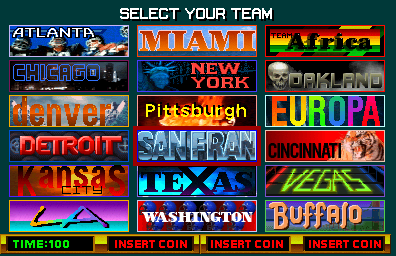 SELECT YOUR TEAM
ATLANTA
MIAMI
TEAM Africa
CHICAGO
NEW YORK
OAKLAND
denver
Pittsburgh
EUROPA
DETROIT
SAN FRAN
CINCINNATI
Kansas CITY
TEXAS
VEGAS
LA
WASHINGTON
Buffalo
TIME:100
INSERT COIN
INSERT COIN
INSERT COIN